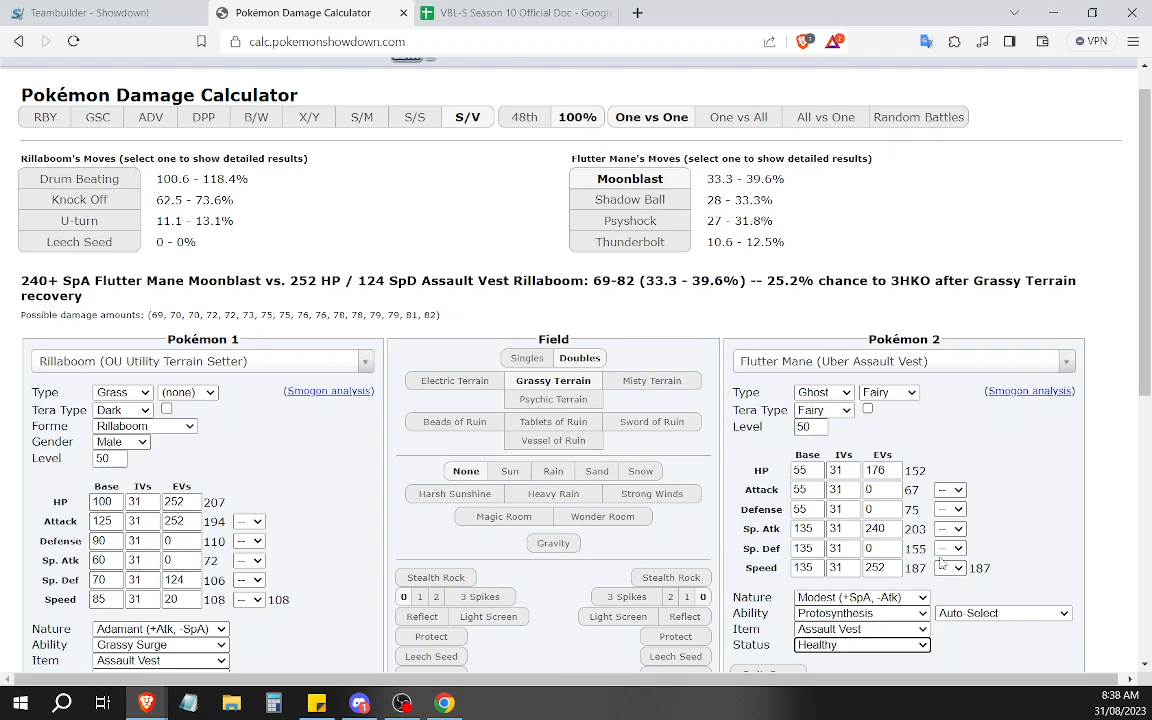 Teambuilder - Showdown!
Pokémon Damage Calculator
VBL-S Season 10 Official Doc - Google
calc.pokemonshowdown.com
1
2
VPN
Pokémon Damage Calculator
RBY GSC ADV DPP B/W X/Y S/M S/S S/V 48th 100% One vs One One vs All All vs One Random Battles
Rillaboom's Moves (select one to show detailed results)
Drum Beating 100.6 - 118.4%
Knock Off 62.5 - 73.6%
U-turn 11.1 - 13.1%
Leech Seed 0 - 0%
Flutter Mane's Moves (select one to show detailed results)
Moonblast 33.3 - 39.6%
Shadow Ball 28 - 33.3%
Psyshock 27 - 31.8%
Thunderbolt 10.6 - 12.5%
240+ SpA Flutter Mane Moonblast vs. 252 HP / 124 SpD Assault Vest Rillaboom: 69-82 (33.3 - 39.6%) -- 25.2% chance to 3HKO after Grassy Terrain
recovery
Possible damage amounts: (69, 70, 70, 72, 72, 73, 75, 75, 76, 76, 78, 78, 79, 79, 81, 82)
Pokémon 1
Rillaboom (OU Utility Terrain Setter)
Type Grass (none) (Smogon analysis)
Tera Type Dark
Forme Rillaboom
Gender Male
Level 50
Base IVs EVs
HP 100 31 252 207
Attack 125 31 252 194 --
Defense 90 31 0 110 --
Sp. Atk 60 31 0 72 --
Sp. Def 70 31 124 106 --
Speed 85 31 20 108 -- 108
Nature Adamant (+Atk, -SpA)
Ability Grassy Surge
Item Assault Vest
Field
Singles Doubles
Electric Terrain Grassy Terrain Misty Terrain
Psychic Terrain
Beads of Ruin Tablets of Ruin Sword of Ruin
Vessel of Ruin
None Sun Rain Sand Snow
Harsh Sunshine Heavy Rain Strong Winds
Magic Room Wonder Room
Gravity
Stealth Rock Stealth Rock
0 1 2 3 Spikes 3 Spikes 2 1 0
Reflect Light Screen Light Screen Reflect
Protect Protect
Leech Seed Leech Seed
Pokémon 2
Flutter Mane (Uber Assault Vest)
Type Ghost Fairy (Smogon analysis)
Tera Type Fairy
Level 50
Base IVs EVs
HP 55 31 176 152
Attack 55 31 0 67 --
Defense 55 31 0 75 --
Sp. Atk 135 31 240 203 --
Sp. Def 135 31 0 155 --
Speed 135 31 252 187 187
Nature Modest (+SpA, -Atk)
Ability Protosynthesis Auto-Select
Item Assault Vest
Status Healthy
8:38 AM
31/08/2023